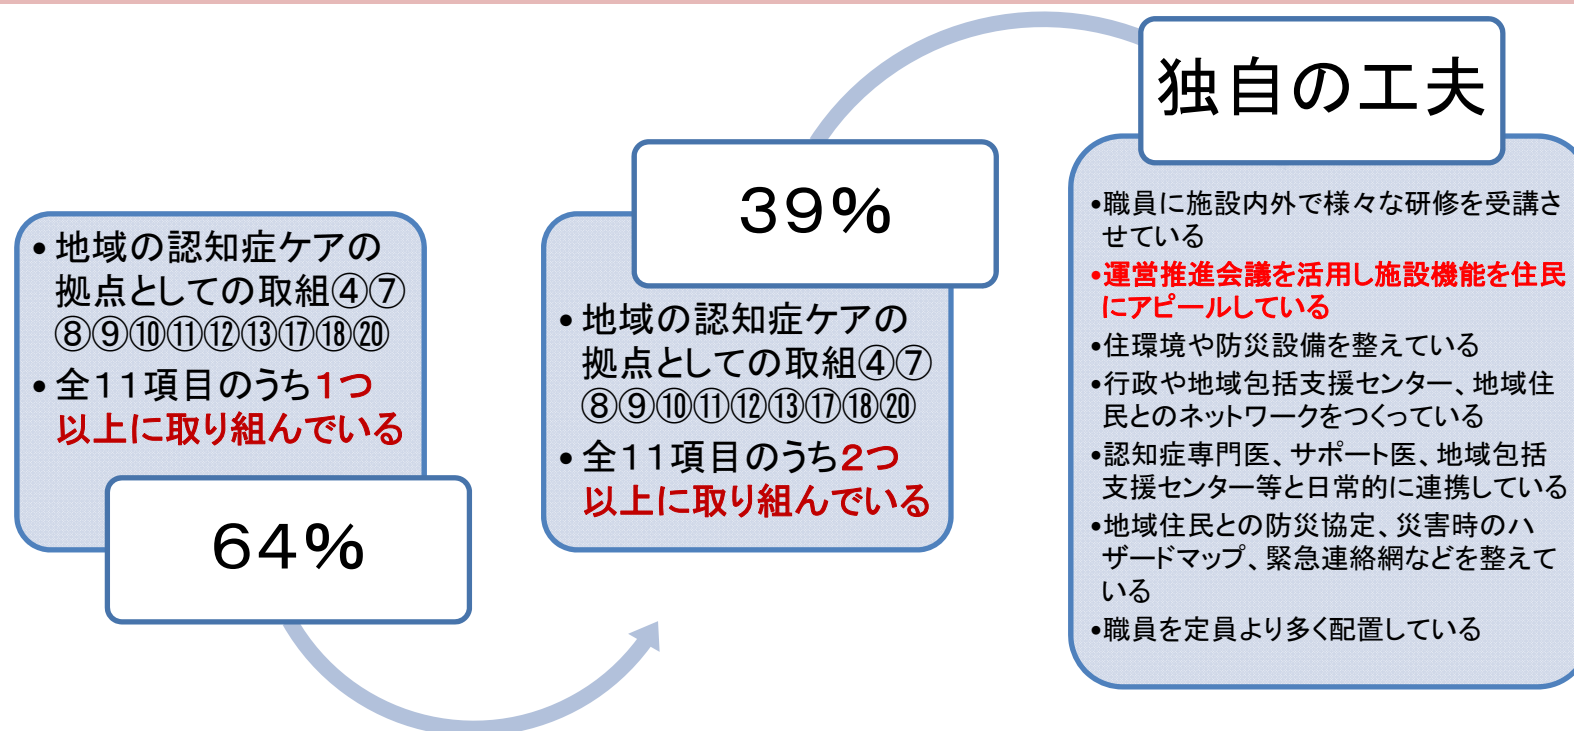 • 地域の認知症ケアの
拠点としての取組④⑦
⑧⑨⑩⑪⑫⑬⑰⑱⑳
• 全１１項目のうち１つ
以上に取り組んでいる
６４％
３９％
• 地域の認知症ケアの
拠点としての取組④⑦
⑧⑨⑩⑪⑫⑬⑰⑱⑳
• 全１１項目のうち２つ
以上に取り組んでいる
独自の工夫
•職員に施設内外で様々な研修を受講さ
せている
•運営推進会議を活用し施設機能を住民
にアピールしている
•住環境や防災設備を整えている
•行政や地域包括支援センター、地域住
民とのネットワークをつくっている
•認知症専門医、サポート医、地域包括
支援センター等と日常的に連携している
•地域住民との防災協定、災害時のハ
ザードマップ、緊急連絡網などを整えて
いる
•職員を定員より多く配置している